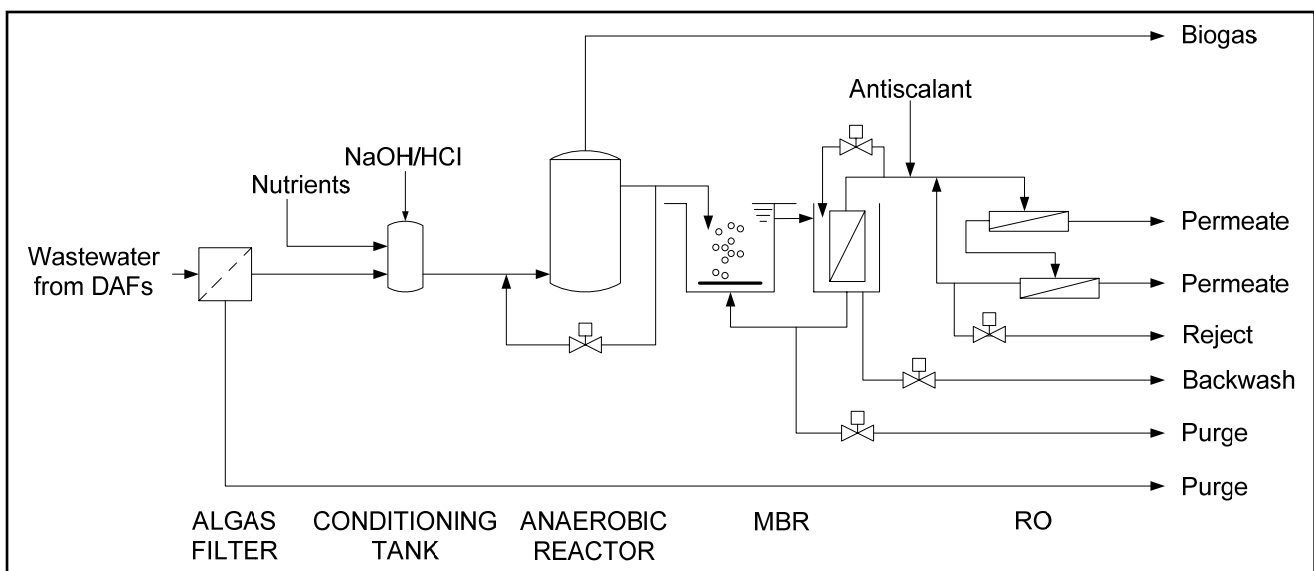 Biogas
Antiscalant
NaOH/HCl
Nutrients
Permeate
Wastewater
from DAFs
Permeate
Reject
Backwash
Purge
Purge
ALGAS
FILTER
CONDITIONING
TANK
ANAEROBIC
REACTOR
MBR
RO